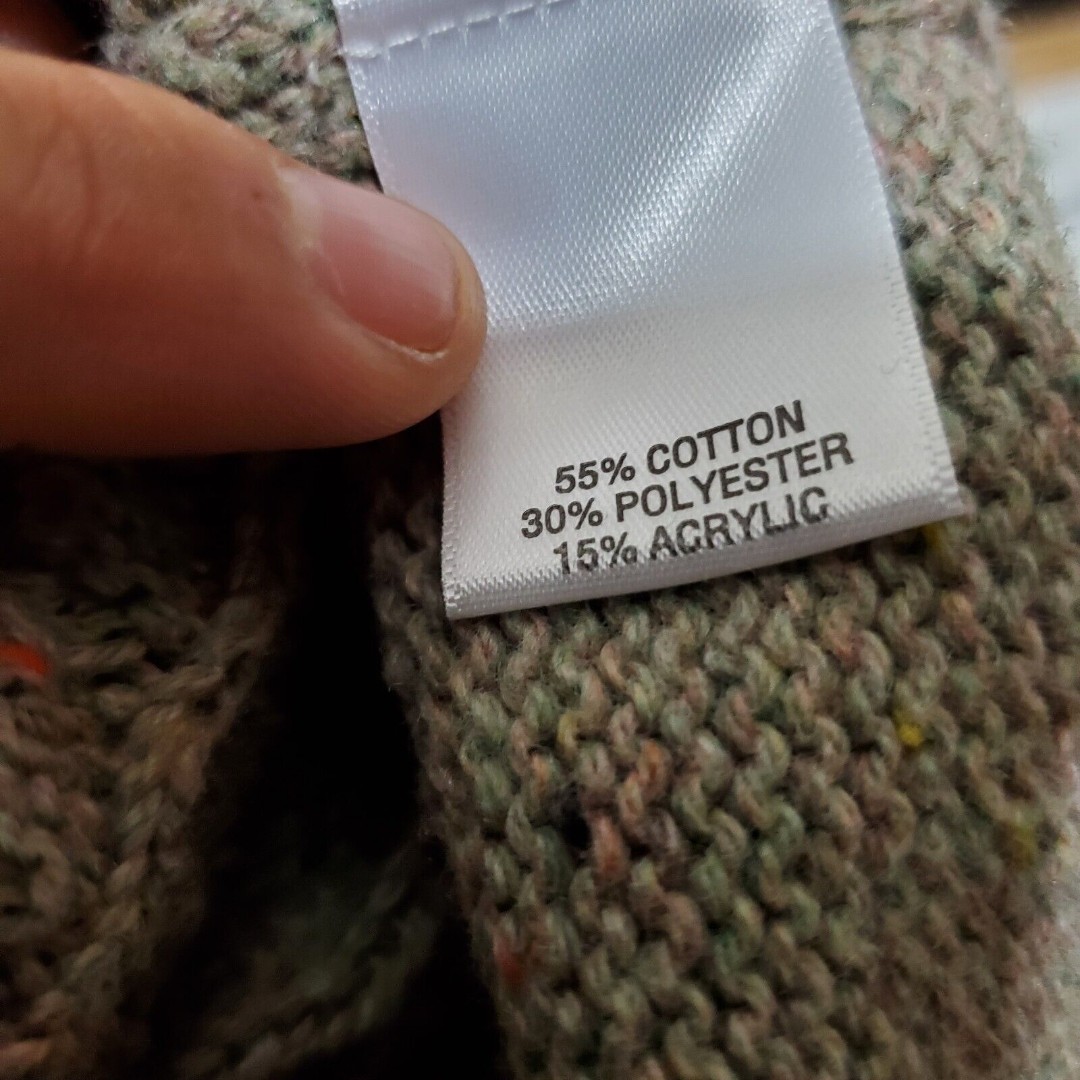 55% COTTON
30% POLYESTER
15% ACRYLIC